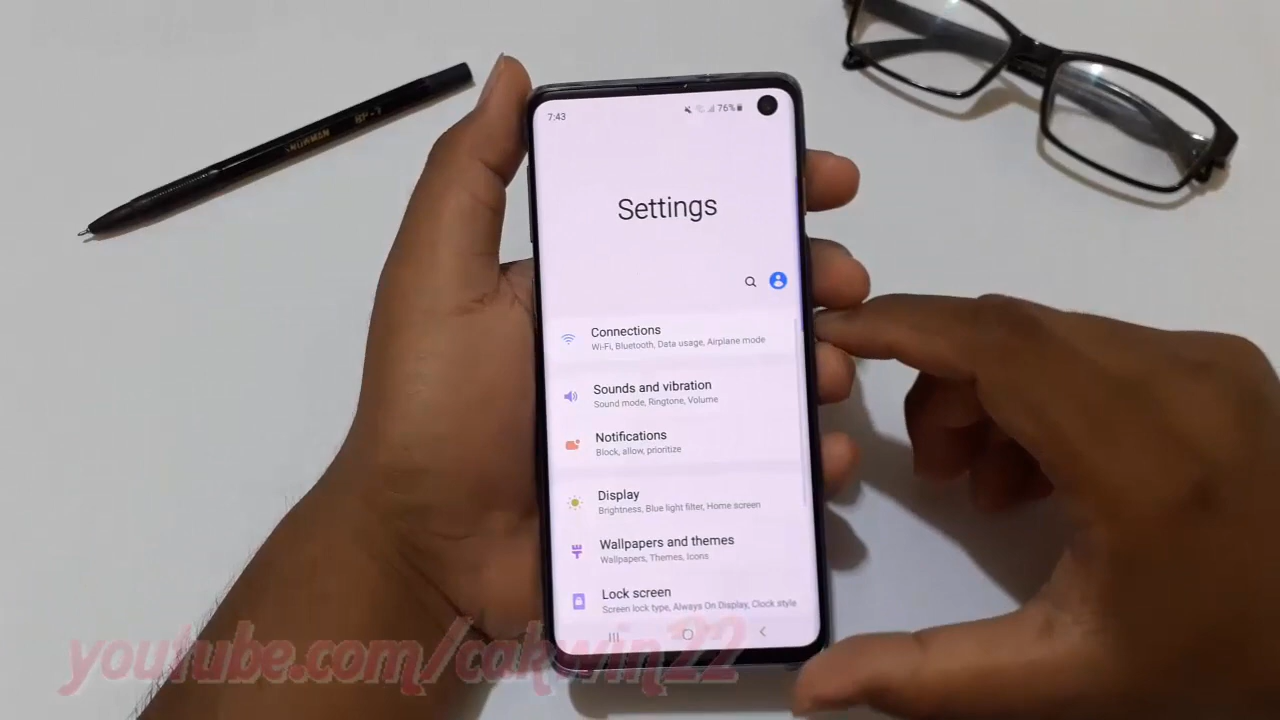 7:43
76%
Settings
Connections
Wi-Fi, Bluetooth, Data usage, Airplane mode
Sounds and vibration
Sound mode, Ringtone, Volume
Notifications
Block, allow, prioritize
Display
Brightness, Blue light filter, Home screen
Wallpapers and themes
Wallpapers, Themes, Icons
Lock screen
Screen lock type, Always On Display, Clock style
youtube.com/cakwin22